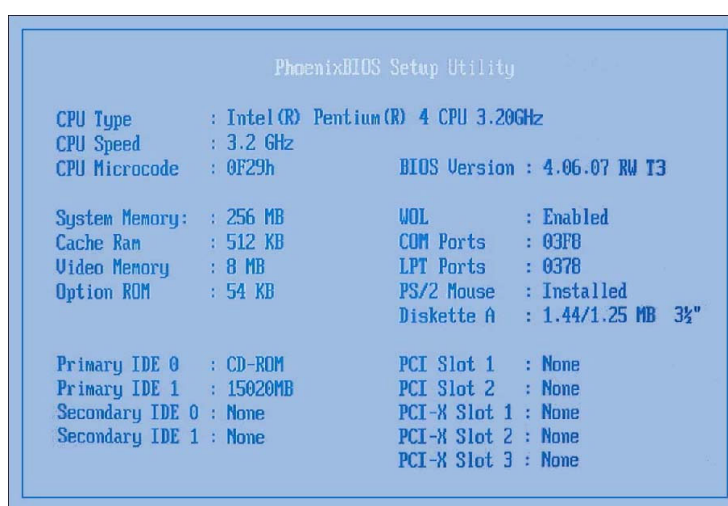 PhoenixBIOS Setup Utility
CPU Type : Intel(R) Pentium(R) 4 CPU 3.20GHz
CPU Speed : 3.2 GHz
CPU Microcode : 0F29h BIOS Version : 4.06.07 RW T3
System Memory: : 256 MB WOL : Enabled
Cache Ram : 512 KB COM Ports : 03F8
Video Memory : 8 MB LPT Ports : 0378
Option ROM : 54 KB PS/2 Mouse : Installed
Diskette A : 1.44/1.25 MB 3½"
Primary IDE 0 : CD-ROM PCI Slot 1 : None
Primary IDE 1 : 15020MB PCI Slot 2 : None
Secondary IDE 0 : None PCI-X Slot 1 : None
Secondary IDE 1 : None PCI-X Slot 2 : None
PCI-X Slot 3 : None